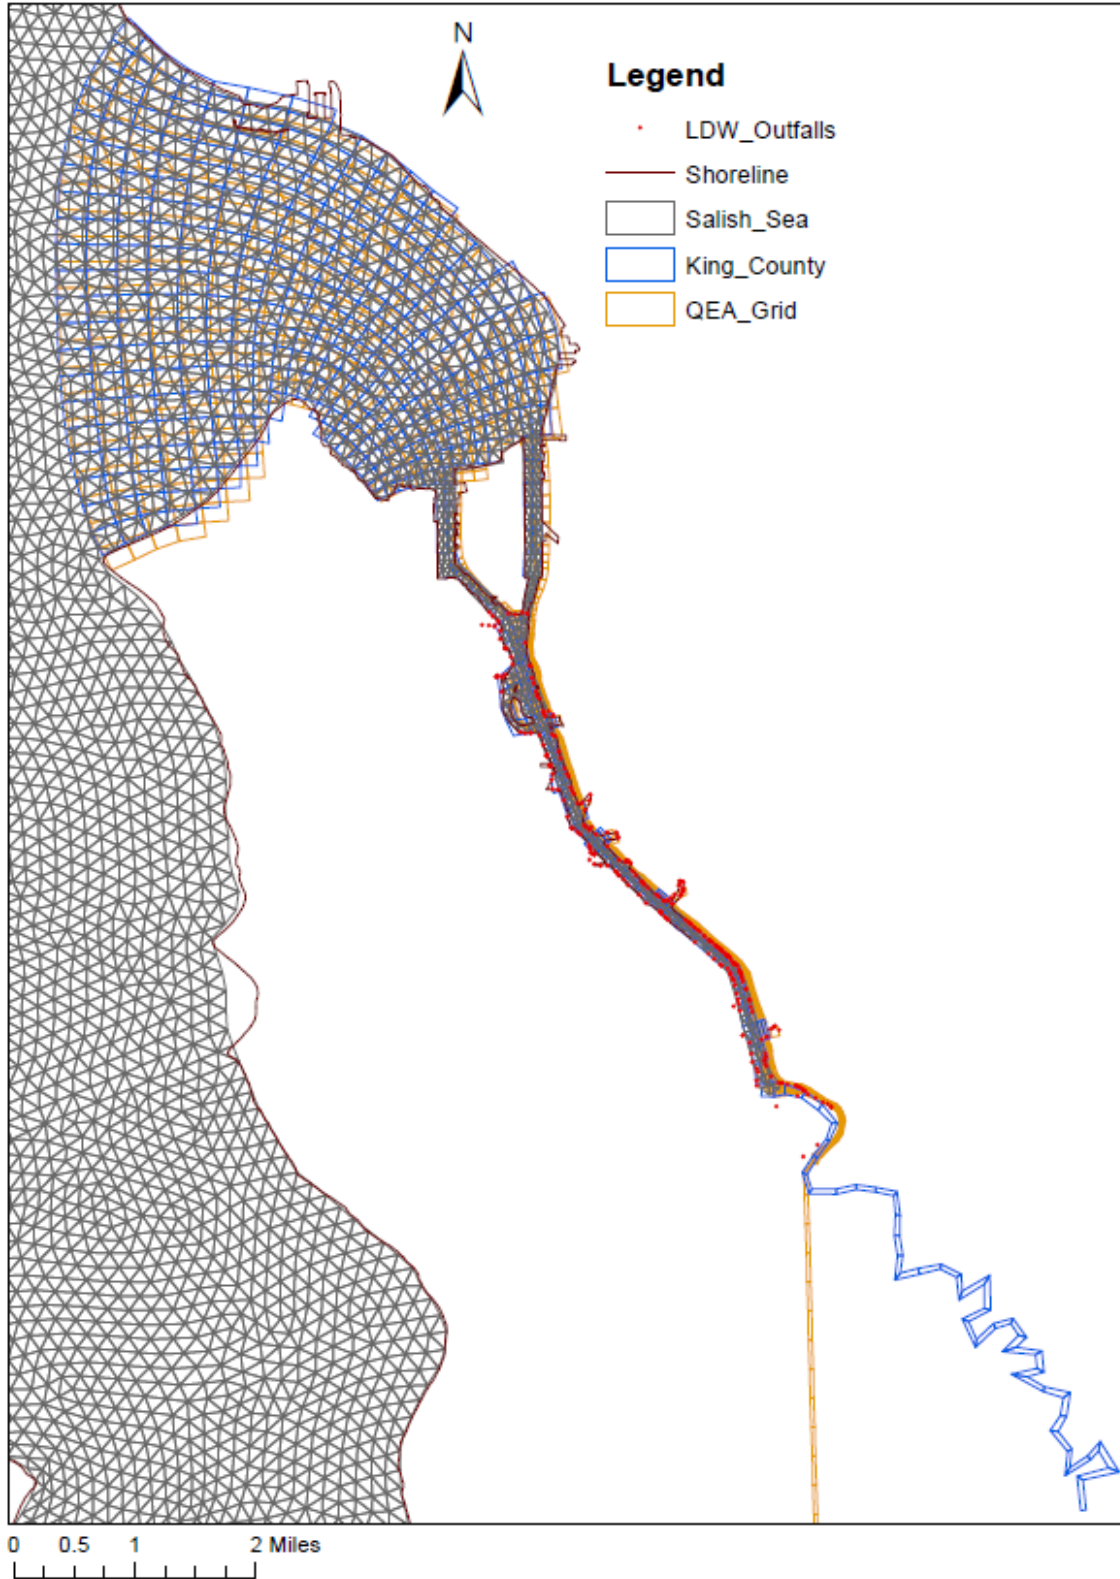 N
Legend
LDW_Outfalls
Shoreline
Salish_Sea
King_County
QEA_Grid
0 0.5 1 2 Miles